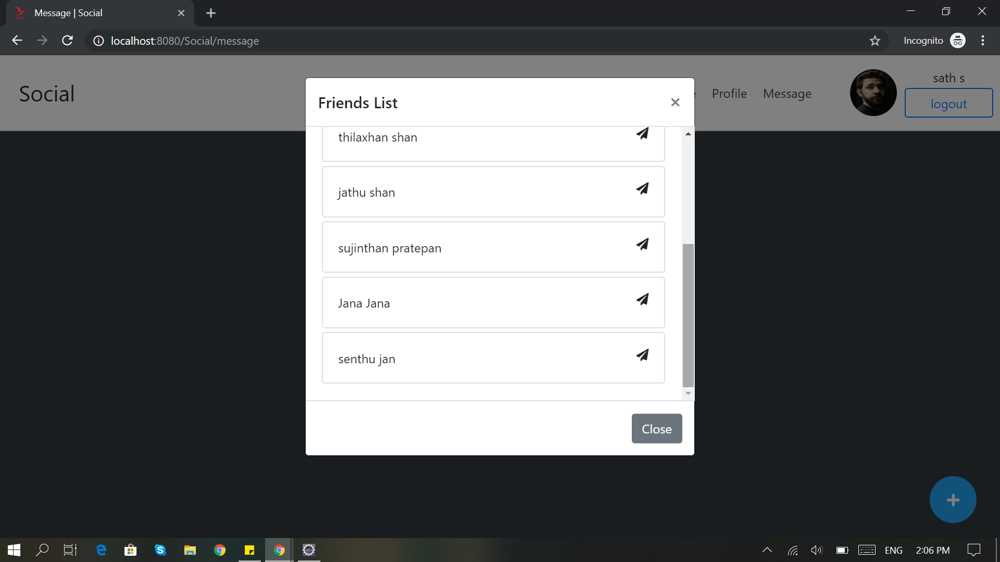 Message | Social
localhost:8080/Social/message
Incognito
Social
Profile
Message
sath s
logout
Friends List
thilaxhan shan
jathu shan
sujinthan pratepan
Jana Jana
senthu jan
Close
ENG
2:06 PM